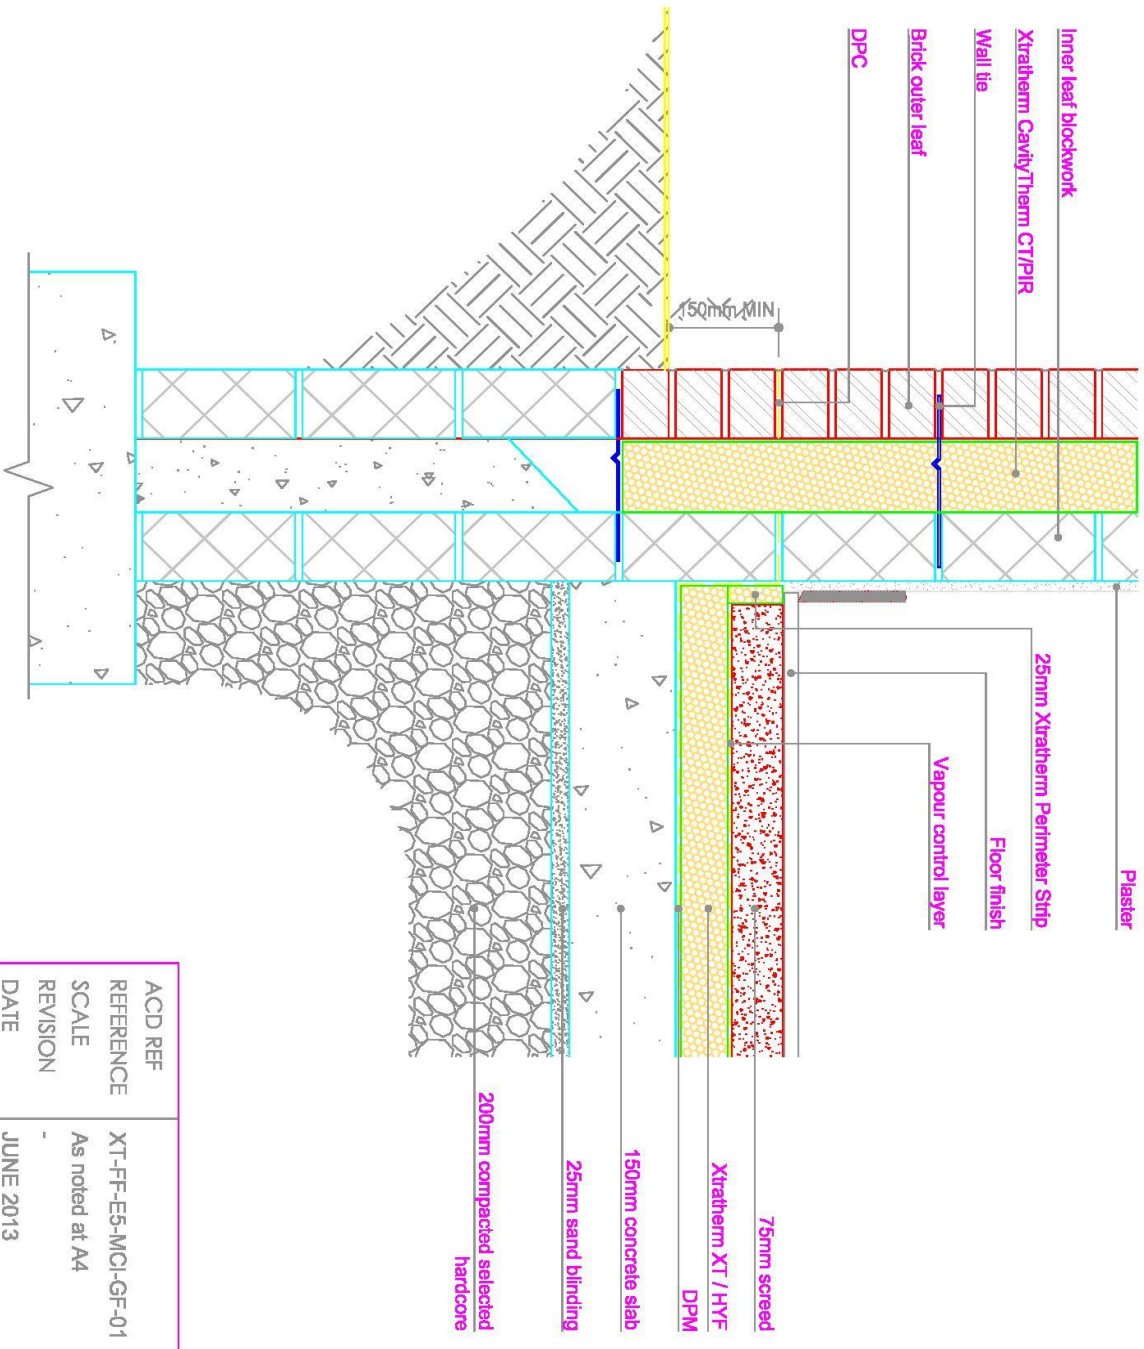 Inner leaf blockwork
Xtratherm CavityTherm CT/PIR
Wall tie
Brick outer leaf
DPC
150mm MIN
Plaster
25mm Xtratherm Perimeter Strip
Floor finish
Vapour control layer
75mm screed
Xtratherm XT / HYF
DPM
150mm concrete slab
25mm sand blinding
200mm compacted selected
hardcore
ACD REF
REFERENCE XT-FF-E5-MCI-GF-01
SCALE As noted at A4
REVISION -
DATE JUNE 2013